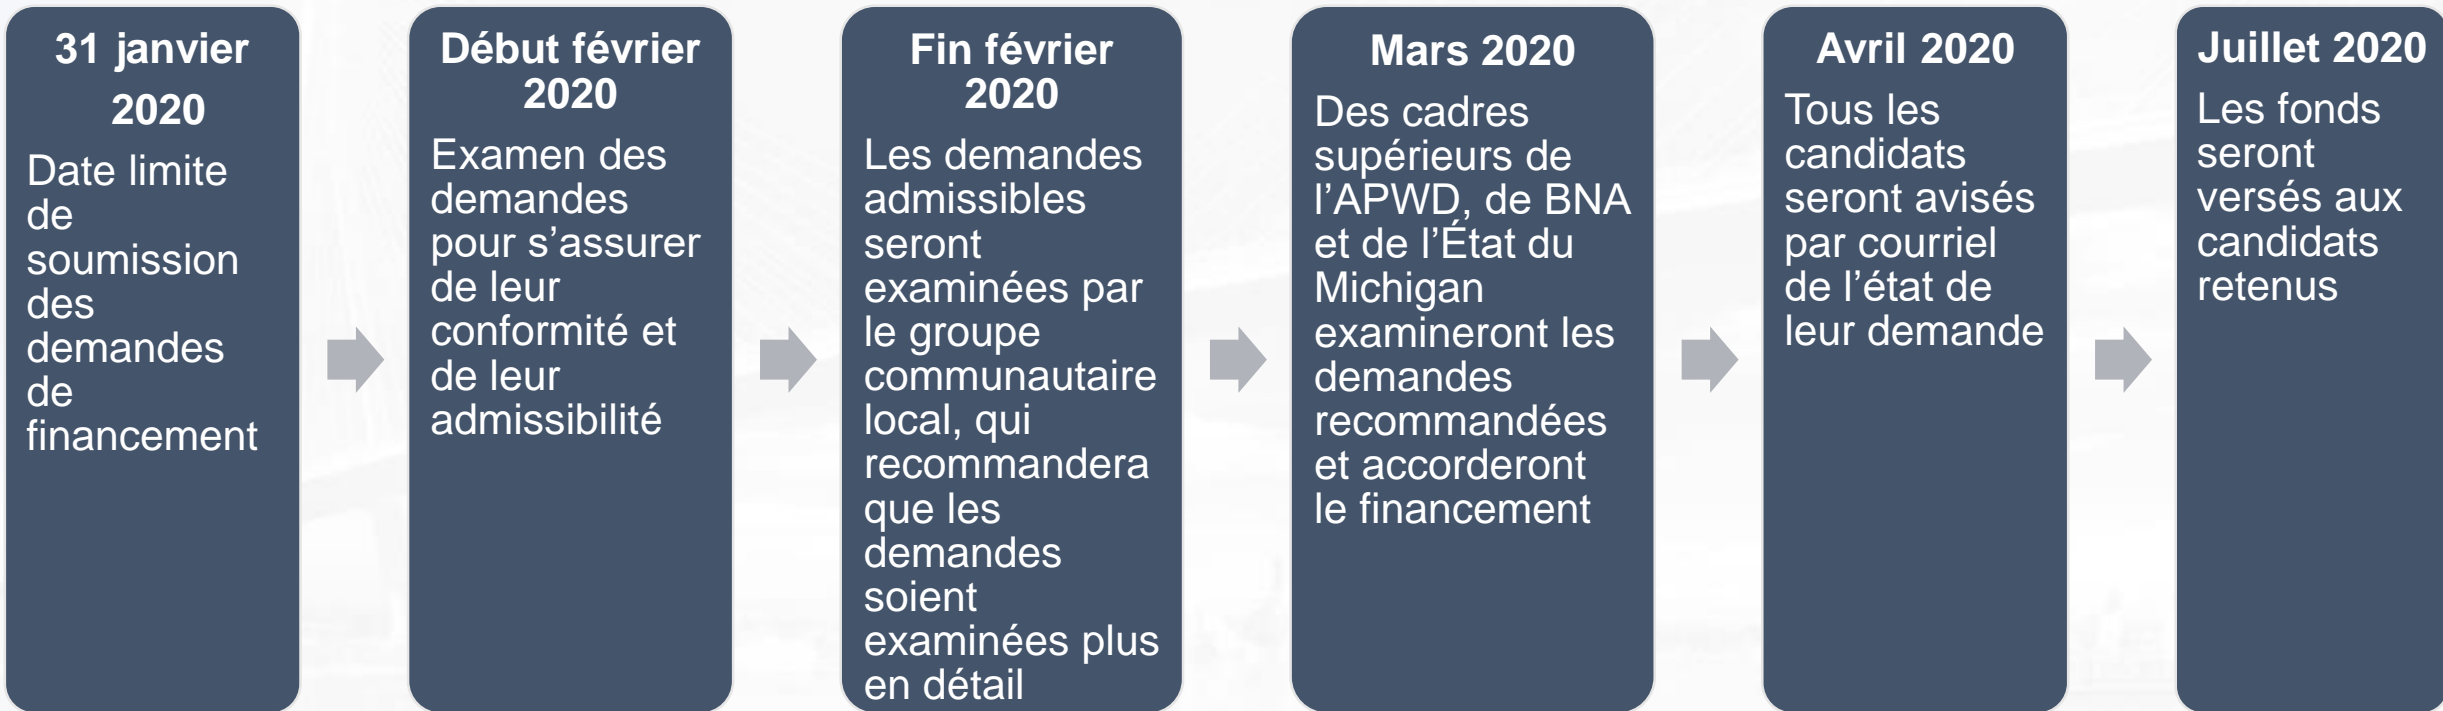 31 janvier
2020
Date limite
de
soumission
des
demandes
de
financement
Début février
2020
Examen des
demandes
pour s’assurer
de leur
conformité et
de leur
admissibilité
Fin février
2020
Les demandes
admissibles
seront
examinées par
le groupe
communautaire
local, qui
recommandera
que les
demandes
soient
examinées plus
en détail
Mars 2020
Des cadres
supérieurs de
l’APWD, de BNA
et de l’État du
Michigan
examineront les
demandes
recommandées
et accorderont
le financement
Avril 2020
Tous les
candidats
seront avisés
par courriel
de l’état de
leur demande
Juillet 2020
Les fonds
seront
versés aux
candidats
retenus